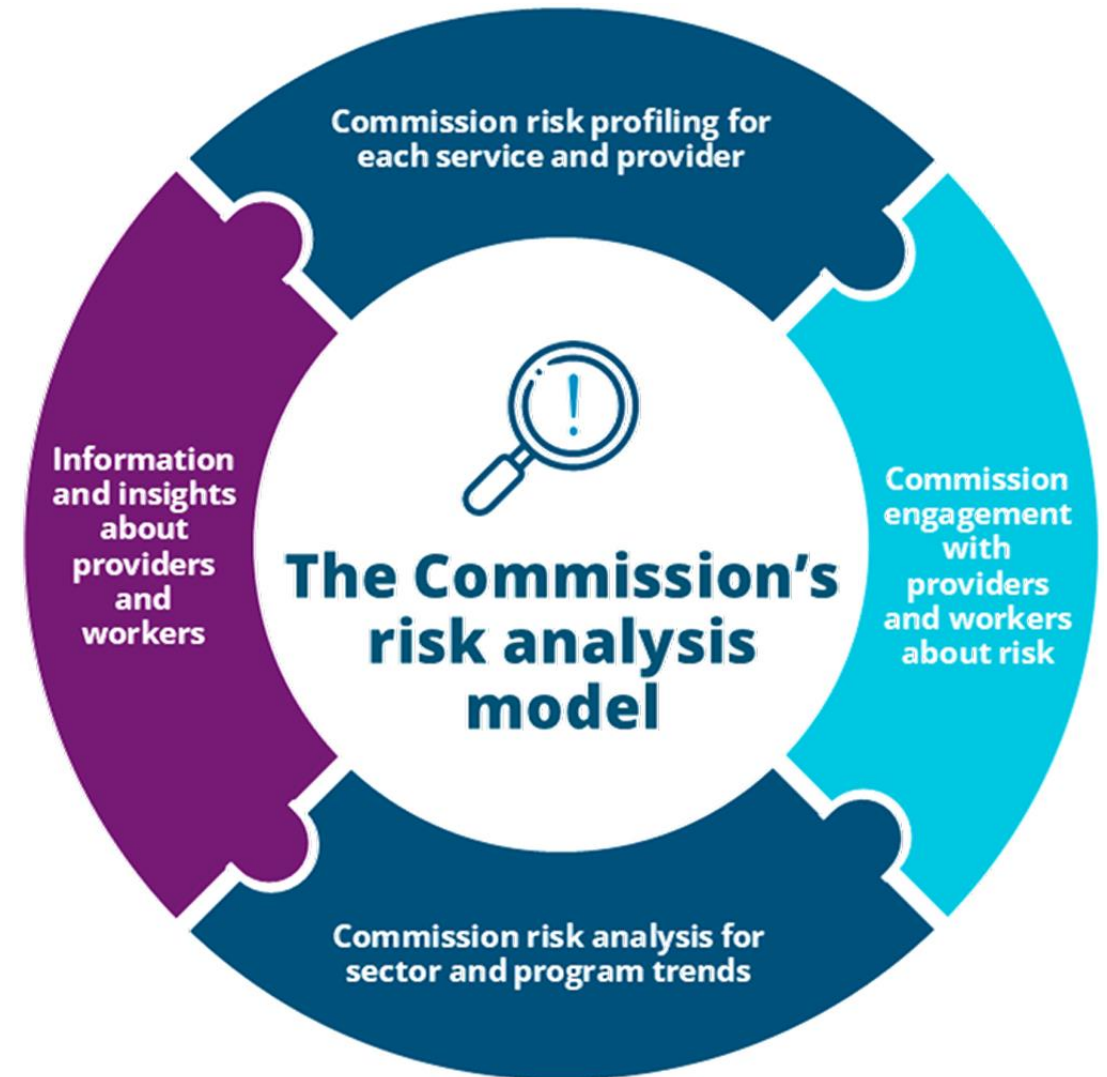 Commission risk profiling for
each service and provider
Information
and insights
about
providers
and
workers
The Commission’s
risk analysis
model
Commission
engagement
with
providers
and workers
about risk
Commission risk analysis for
sector and program trends